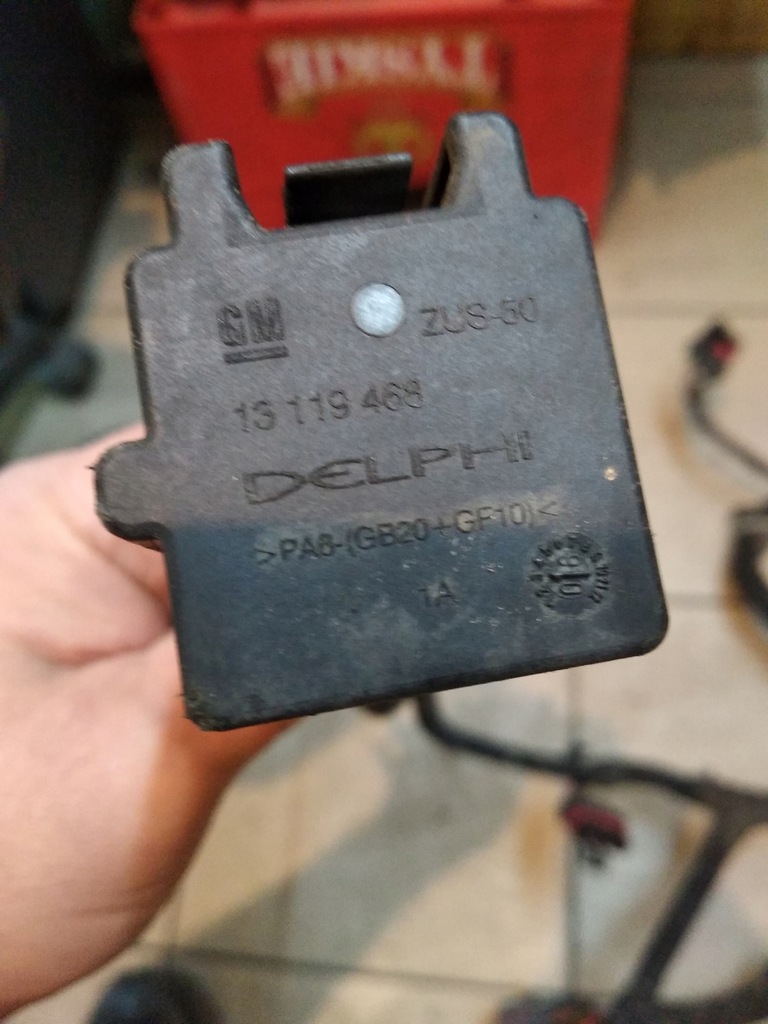 GM
ZUS-50
13 119 468
DELPHI
>PA6-(GB20+GF10)<
1A